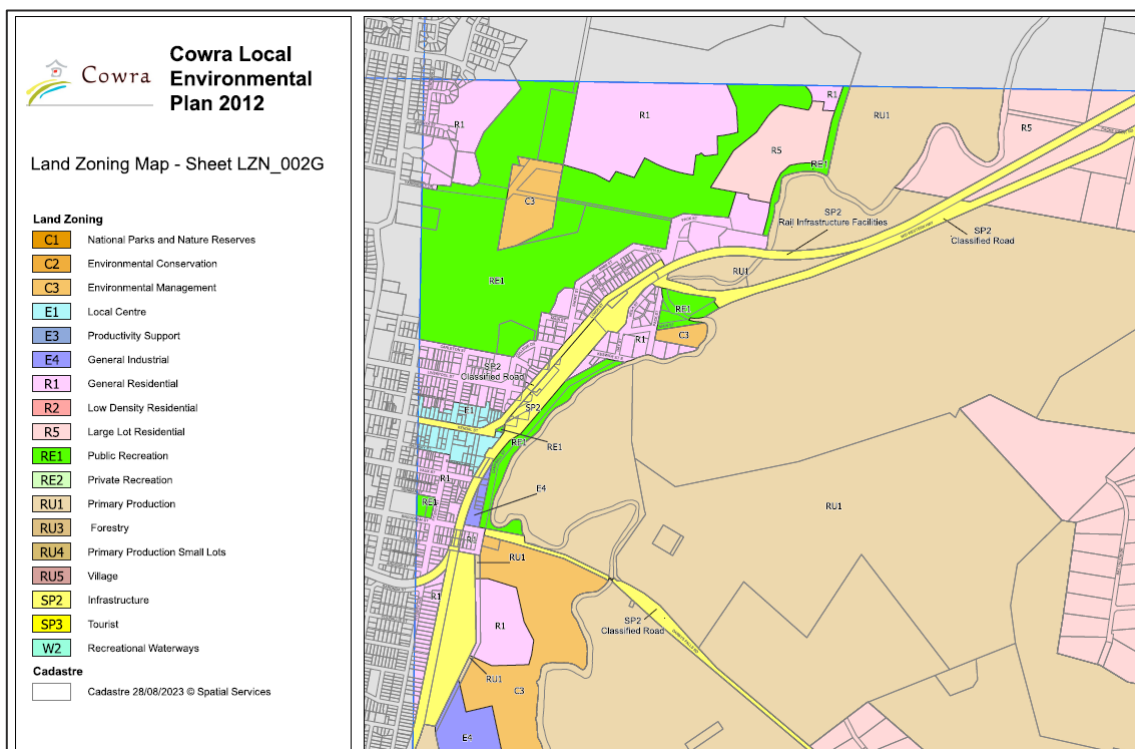 Cowra
Cowra Local
Environmental
Plan 2012
Land Zoning Map - Sheet LZN_002G
Land Zoning
C1 National Parks and Nature Reserves
C2 Environmental Conservation
C3 Environmental Management
E1 Local Centre
E3 Productivity Support
E4 General Industrial
R1 General Residential
R2 Low Density Residential
R5 Large Lot Residential
RE1 Public Recreation
RE2 Private Recreation
RU1 Primary Production
RU3 Forestry
RU4 Primary Production Small Lots
RU5 Village
SP2 Infrastructure
SP3 Tourist
W2 Recreational Waterways
Cadastre
Cadastre 28/08/2023 © Spatial Services
R1
R1
R1
RU1
R5
R5
RE1
C3
SP2
Rail Infrastructure Facilities
SP2
Classified Road
RU1
RE1
RE1
R1
C3
SP2
Classified Road
E1
SP2
RE1
RE1
R1
E4
RE1
RU1
R1
RU1
R1
R1
SP2
Classified Road
RU1
C3
E4